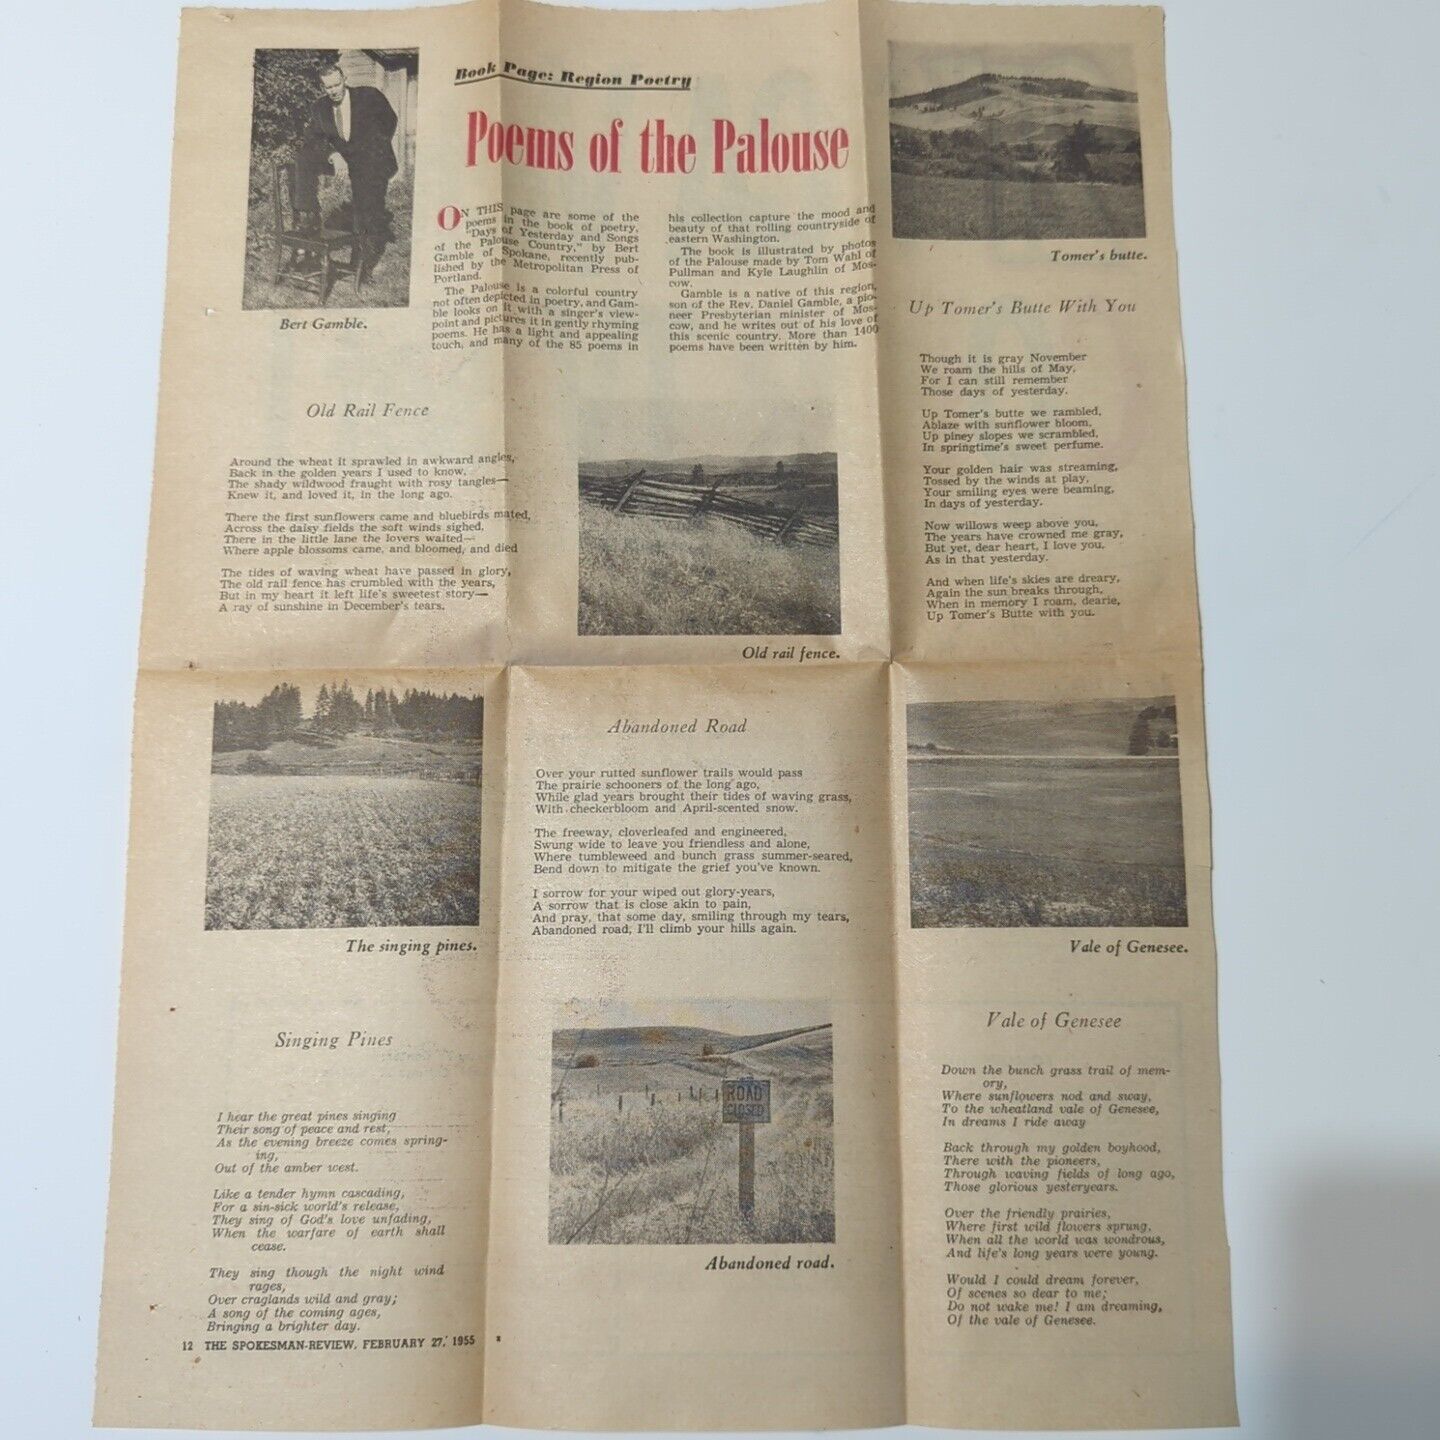 Book Page: Region Poetry
Poems of the Palouse
ON THIS page are some of the
poems in the book of poetry,
"Days of Yesterday and Songs
of the Palouse Country," by Bert
Gamble of Spokane, recently pub-
lished by the Metropolitan Press of
Portland.
The Palouse is a colorful country
not often depicted in poetry, and Gam-
ble looks on it with a singer's view-
point and pictures it in gently rhyming
poems. He has a light and appealing
touch, and many of the 85 poems in
his collection capture the mood and
beauty of that rolling countryside of
eastern Washington.
The book is illustrated by photos
of the Palouse made by Tom Wahl of
Pullman and Kyle Laughlin of Mos-
cow.
Gamble is a native of this region,
son of the Rev. Daniel Gamble, a pio-
neer Presbyterian minister of Mos-
cow, and he writes out of his love of
this scenic country. More than 1400
poems have been written by him.
Bert Gamble.
Tomer's butte.
Old Rail Fence
Around the wheat it sprawled in awkward angles,
Back in the golden years I used to know.
The shady wildwood fraught with rosy tangles—
Knew it, and loved it, in the long ago.
There the first sunflowers came and bluebirds mated,
Across the daisy fields the soft winds sighed,
There in the little lane the lovers waited—
Where apple blossoms came, and bloomed, and died
The tides of waving wheat have passed in glory,
The old rail fence has crumbled with the years,
But in my heart it left life's sweetest story—
A ray of sunshine in December's tears.
Old rail fence.
Up Tomer's Butte With You
Though it is gray November
We roam the hills of May,
For I can still remember
Those days of yesterday.
Up Tomer's butte we rambled,
Ablaze with sunflower bloom,
Up piney slopes we scrambled,
In springtime's sweet perfume.
Your golden hair was streaming,
Tossed by the winds at play,
Your smiling eyes were beaming,
In days of yesterday.
Now willows weep above you,
The years have crowned me gray,
But yet, dear heart, I love you,
As in that yesterday.
And when life's skies are dreary,
Again the sun breaks through,
When in memory I roam, dearie,
Up Tomer's Butte with you.
The singing pines.
Singing Pines
I hear the great pines singing
Their song of peace and rest,
As the evening breeze comes spring-
ing,
Out of the amber west.
Like a tender hymn cascading,
For a sin-sick world's release,
They sing of God's love unfading,
When the warfare of earth shall
cease.
They sing though the night wind
rages,
Over craglands wild and gray;
A song of the coming ages,
Bringing a brighter day.
Abandoned Road
Over your rutted sunflower trails would pass
The prairie schooners of the long ago,
While glad years brought their tides of waving grass,
With checkerbloom and April-scented snow.
The freeway, cloverleafed and engineered,
Swung wide to leave you friendless and alone,
Where tumbleweed and bunch grass summer-seared,
Bend down to mitigate the grief you've known.
I sorrow for your wiped out glory-years,
A sorrow that is close akin to pain,
And pray, that some day, smiling through my tears,
Abandoned road, I'll climb your hills again.
ROAD
CLOSED
Abandoned road.
Vale of Genesee.
Vale of Genesee
Down the bunch grass trail of mem-
ory,
Where sunflowers nod and sway,
To the wheatland vale of Genesee,
In dreams I ride away
Back through my golden boyhood,
There with the pioneers,
Through waving fields of long ago,
Those glorious yesteryears.
Over the friendly prairies,
Where first wild flowers sprung,
When all the world was wondrous,
And life's long years were young.
Would I could dream forever,
Of scenes so dear to me;
Do not wake me! I am dreaming,
Of the vale of Genesee.
12 THE SPOKESMAN-REVIEW, FEBRUARY 27, 1955